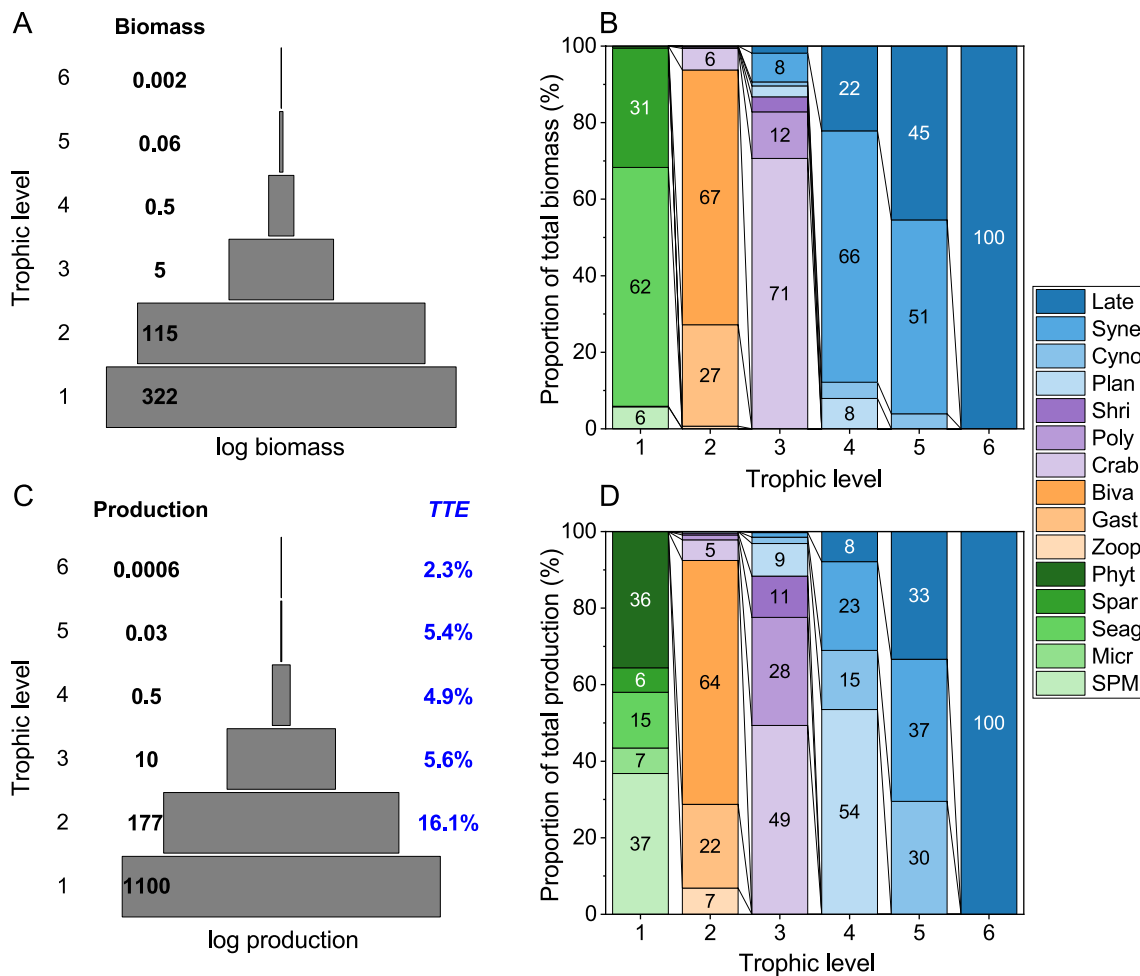 A
Biomass
Trophic level
6 0.002
5 0.06
4 0.5
3 5
2 115
1 322
log biomass
B
Proportion of total biomass (%)
100
80
60
40
20
0
31
62
6
6
67
27
8
12
71
22
66
8
45
51
100
1 2 3 4 5 6
Trophic level
Late
Syne
Cyno
Plan
Shri
Poly
Crab
Biva
Gast
Zoop
Phyt
Spar
Seag
Micr
SPM
C
Production TTE
Trophic level
6 0.0006 2.3%
5 0.03 5.4%
4 0.5 4.9%
3 10 5.6%
2 177 16.1%
1 1100
log production
D
Proportion of total production (%)
100
80
60
40
20
0
36
6
15
7
37
5
64
22
7
9
11
28
49
8
23
15
54
33
37
30
100
1 2 3 4 5 6
Trophic level